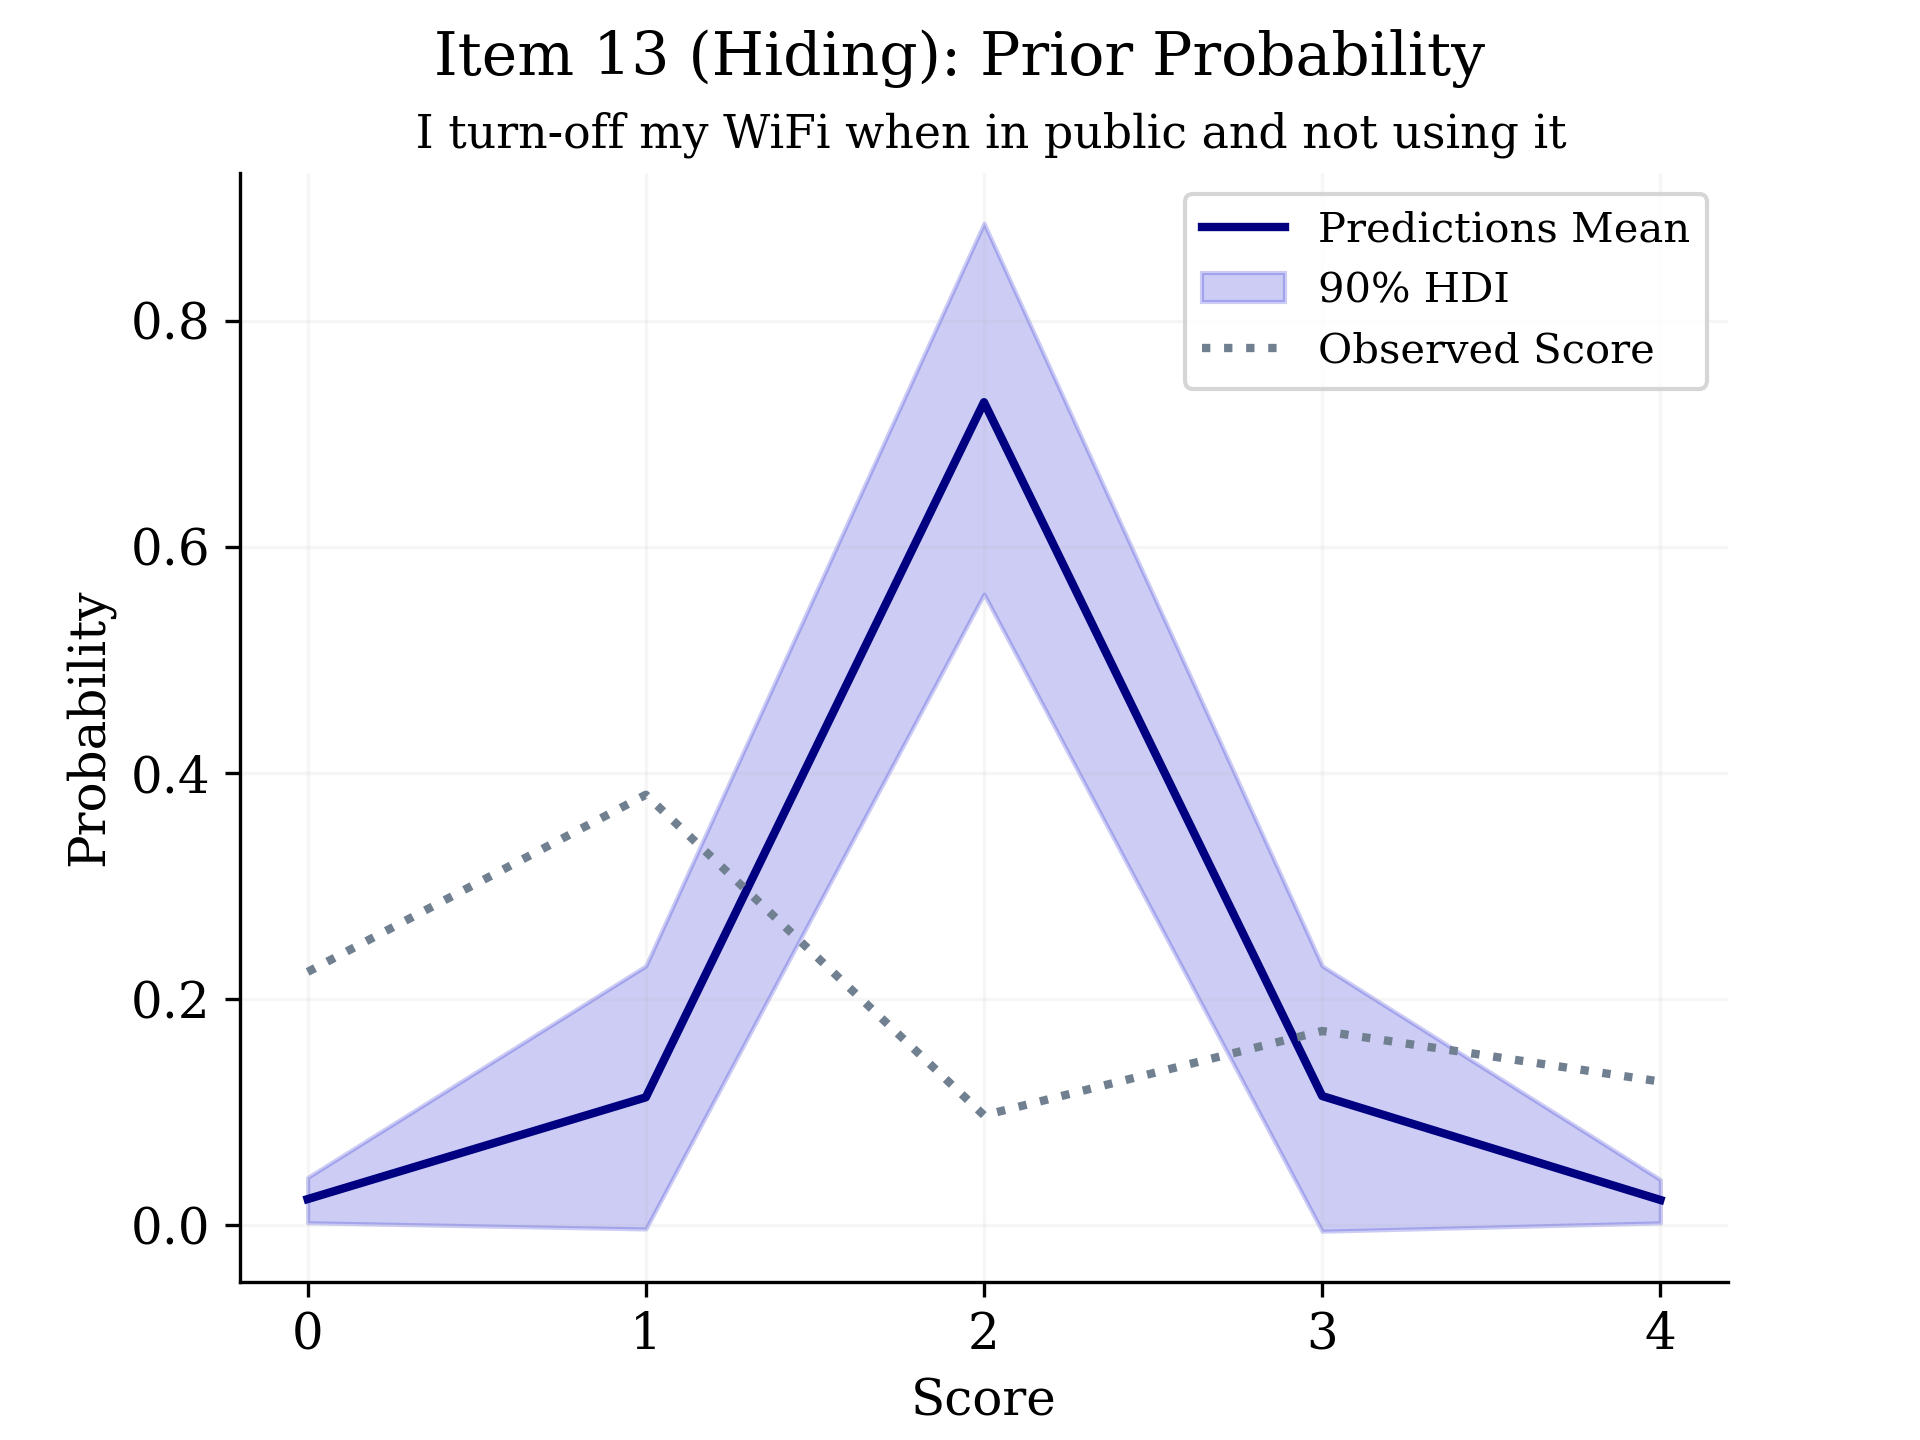 Item 13 (Hiding): Prior Probability
I turn-off my WiFi when in public and not using it
Predictions Mean
90% HDI
Observed Score
Probability
0.8
0.6
0.4
0.2
0.0
0 1 2 3 4
Score